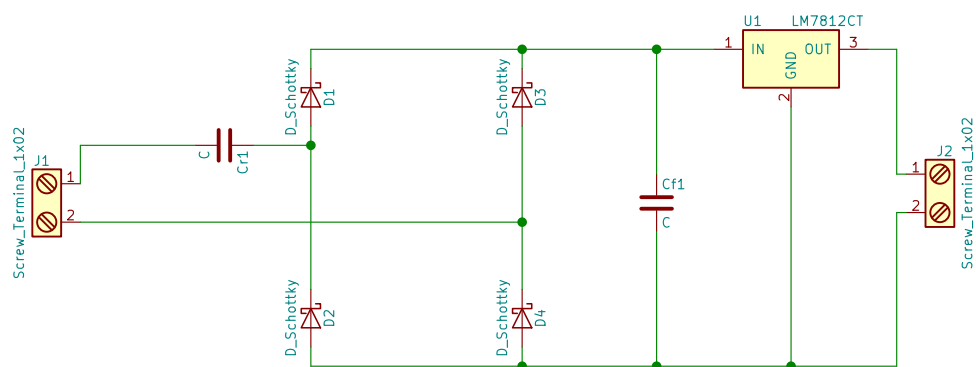 U1
LM7812CT
1
IN
OUT
3
GND
2
D_Schottky
D1
D_Schottky
D3
J1
Screw_Terminal_1x02
1
2
C
Cr1
Cf1
C
J2
Screw_Terminal_1x02
1
2
D_Schottky
D2
D_Schottky
D4